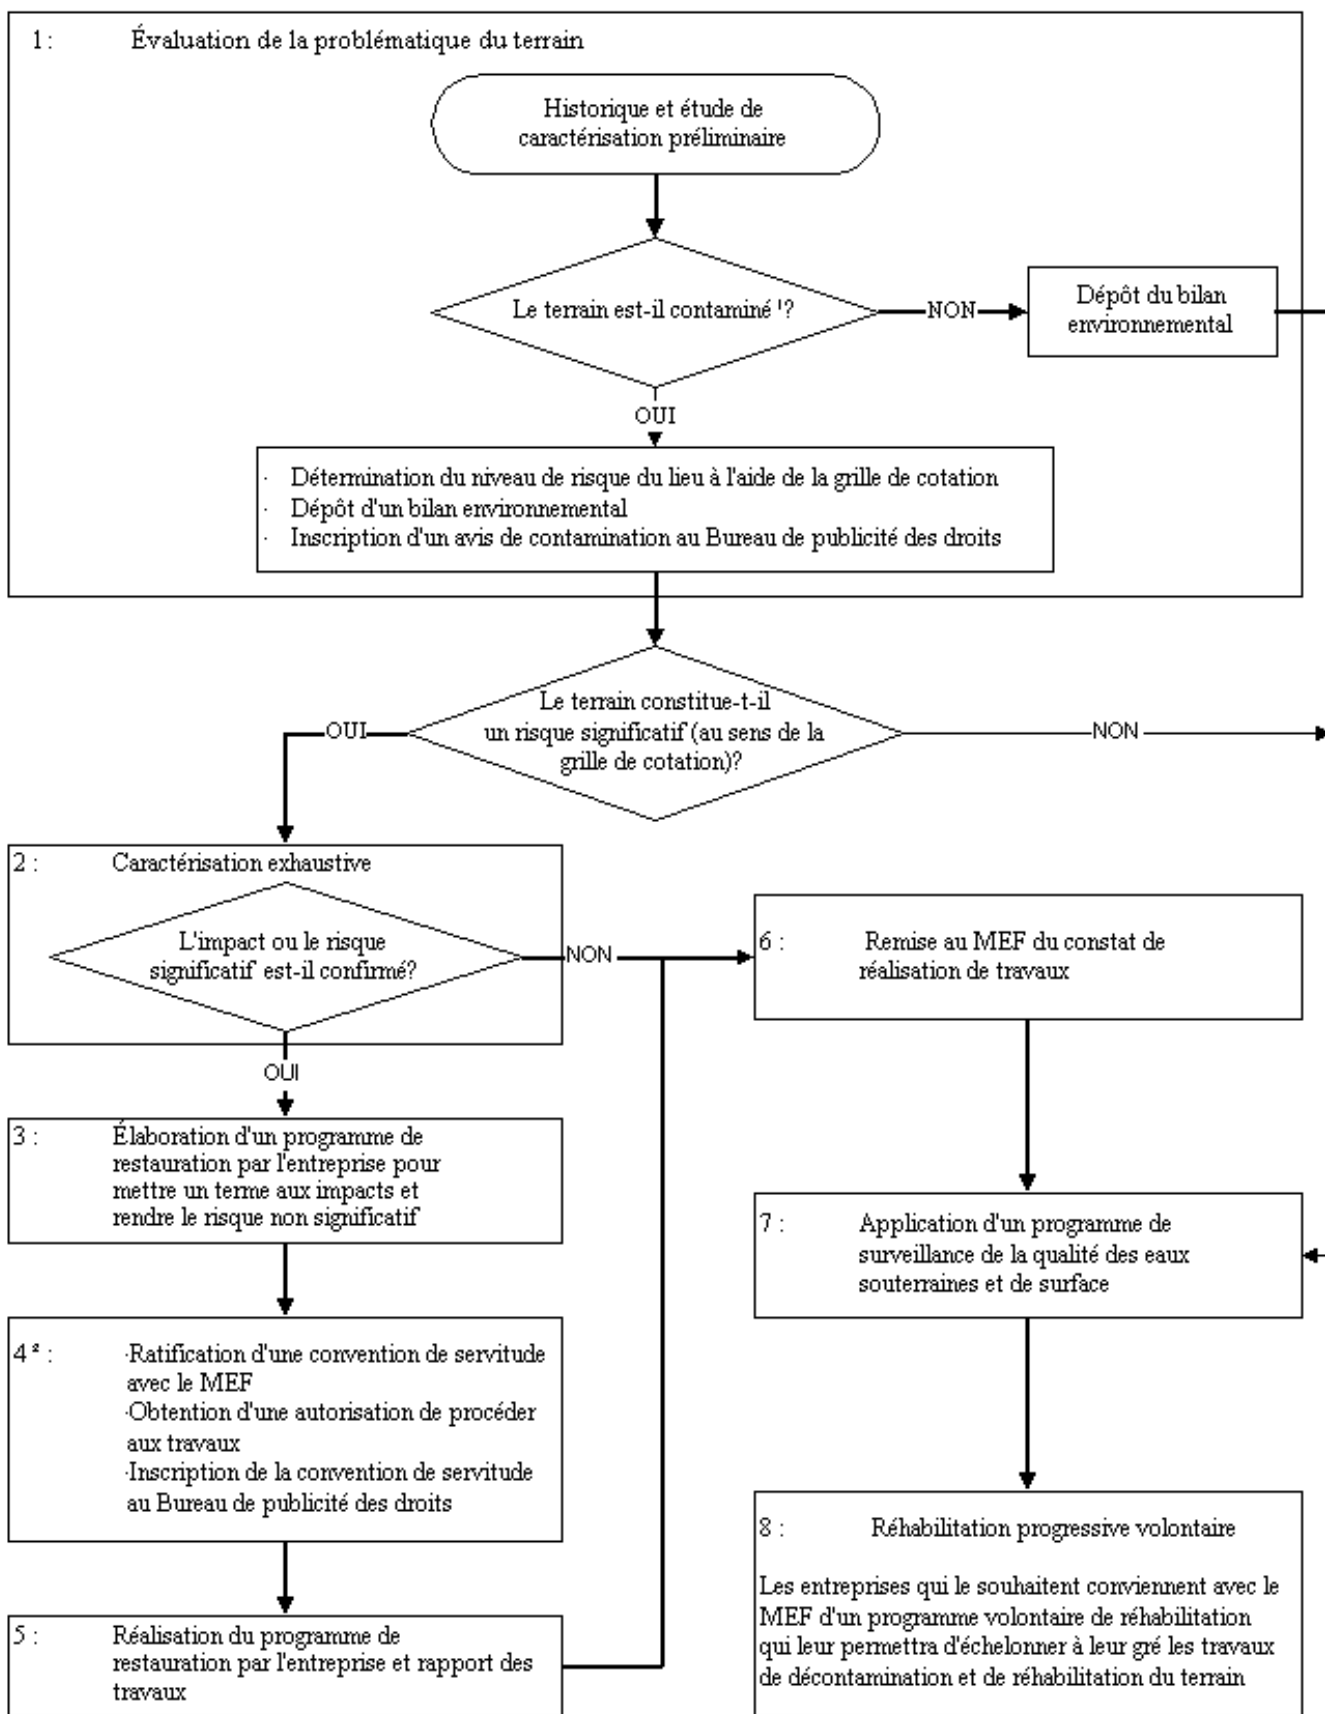 1 : Évaluation de la problématique du terrain
Historique et étude de
caractérisation préliminaire
Le terrain est-il contaminé ¹?
NON
Dépôt du bilan
environnemental
OUI
· Détermination du niveau de risque du lieu à l'aide de la grille de cotation
· Dépôt d'un bilan environnemental
· Inscription d'un avis de contamination au Bureau de publicité des droits
Le terrain constitue-t-il
un risque significatif (au sens de la
grille de cotation)?
OUI
NON
2 : Caractérisation exhaustive
L'impact ou le risque
significatif est-il confirmé?
NON
OUI
3 : Élaboration d'un programme de
restauration par l'entreprise pour
mettre un terme aux impacts et
rendre le risque non significatif
4 ² : ·Ratification d'une convention de servitude
avec le MEF
·Obtention d'une autorisation de procéder
aux travaux
·Inscription de la convention de servitude
au Bureau de publicité des droits
5 : Réalisation du programme de
restauration par l'entreprise et rapport des
travaux
6 : Remise au MEF du constat de
réalisation de travaux
7 : Application d'un programme de
surveillance de la qualité des eaux
souterraines et de surface
8 : Réhabilitation progressive volontaire
Les entreprises qui le souhaitent conviennent avec le
MEF d'un programme volontaire de réhabilitation
qui leur permettra d'échelonner à leur gré les travaux
de décontamination et de réhabilitation du terrain